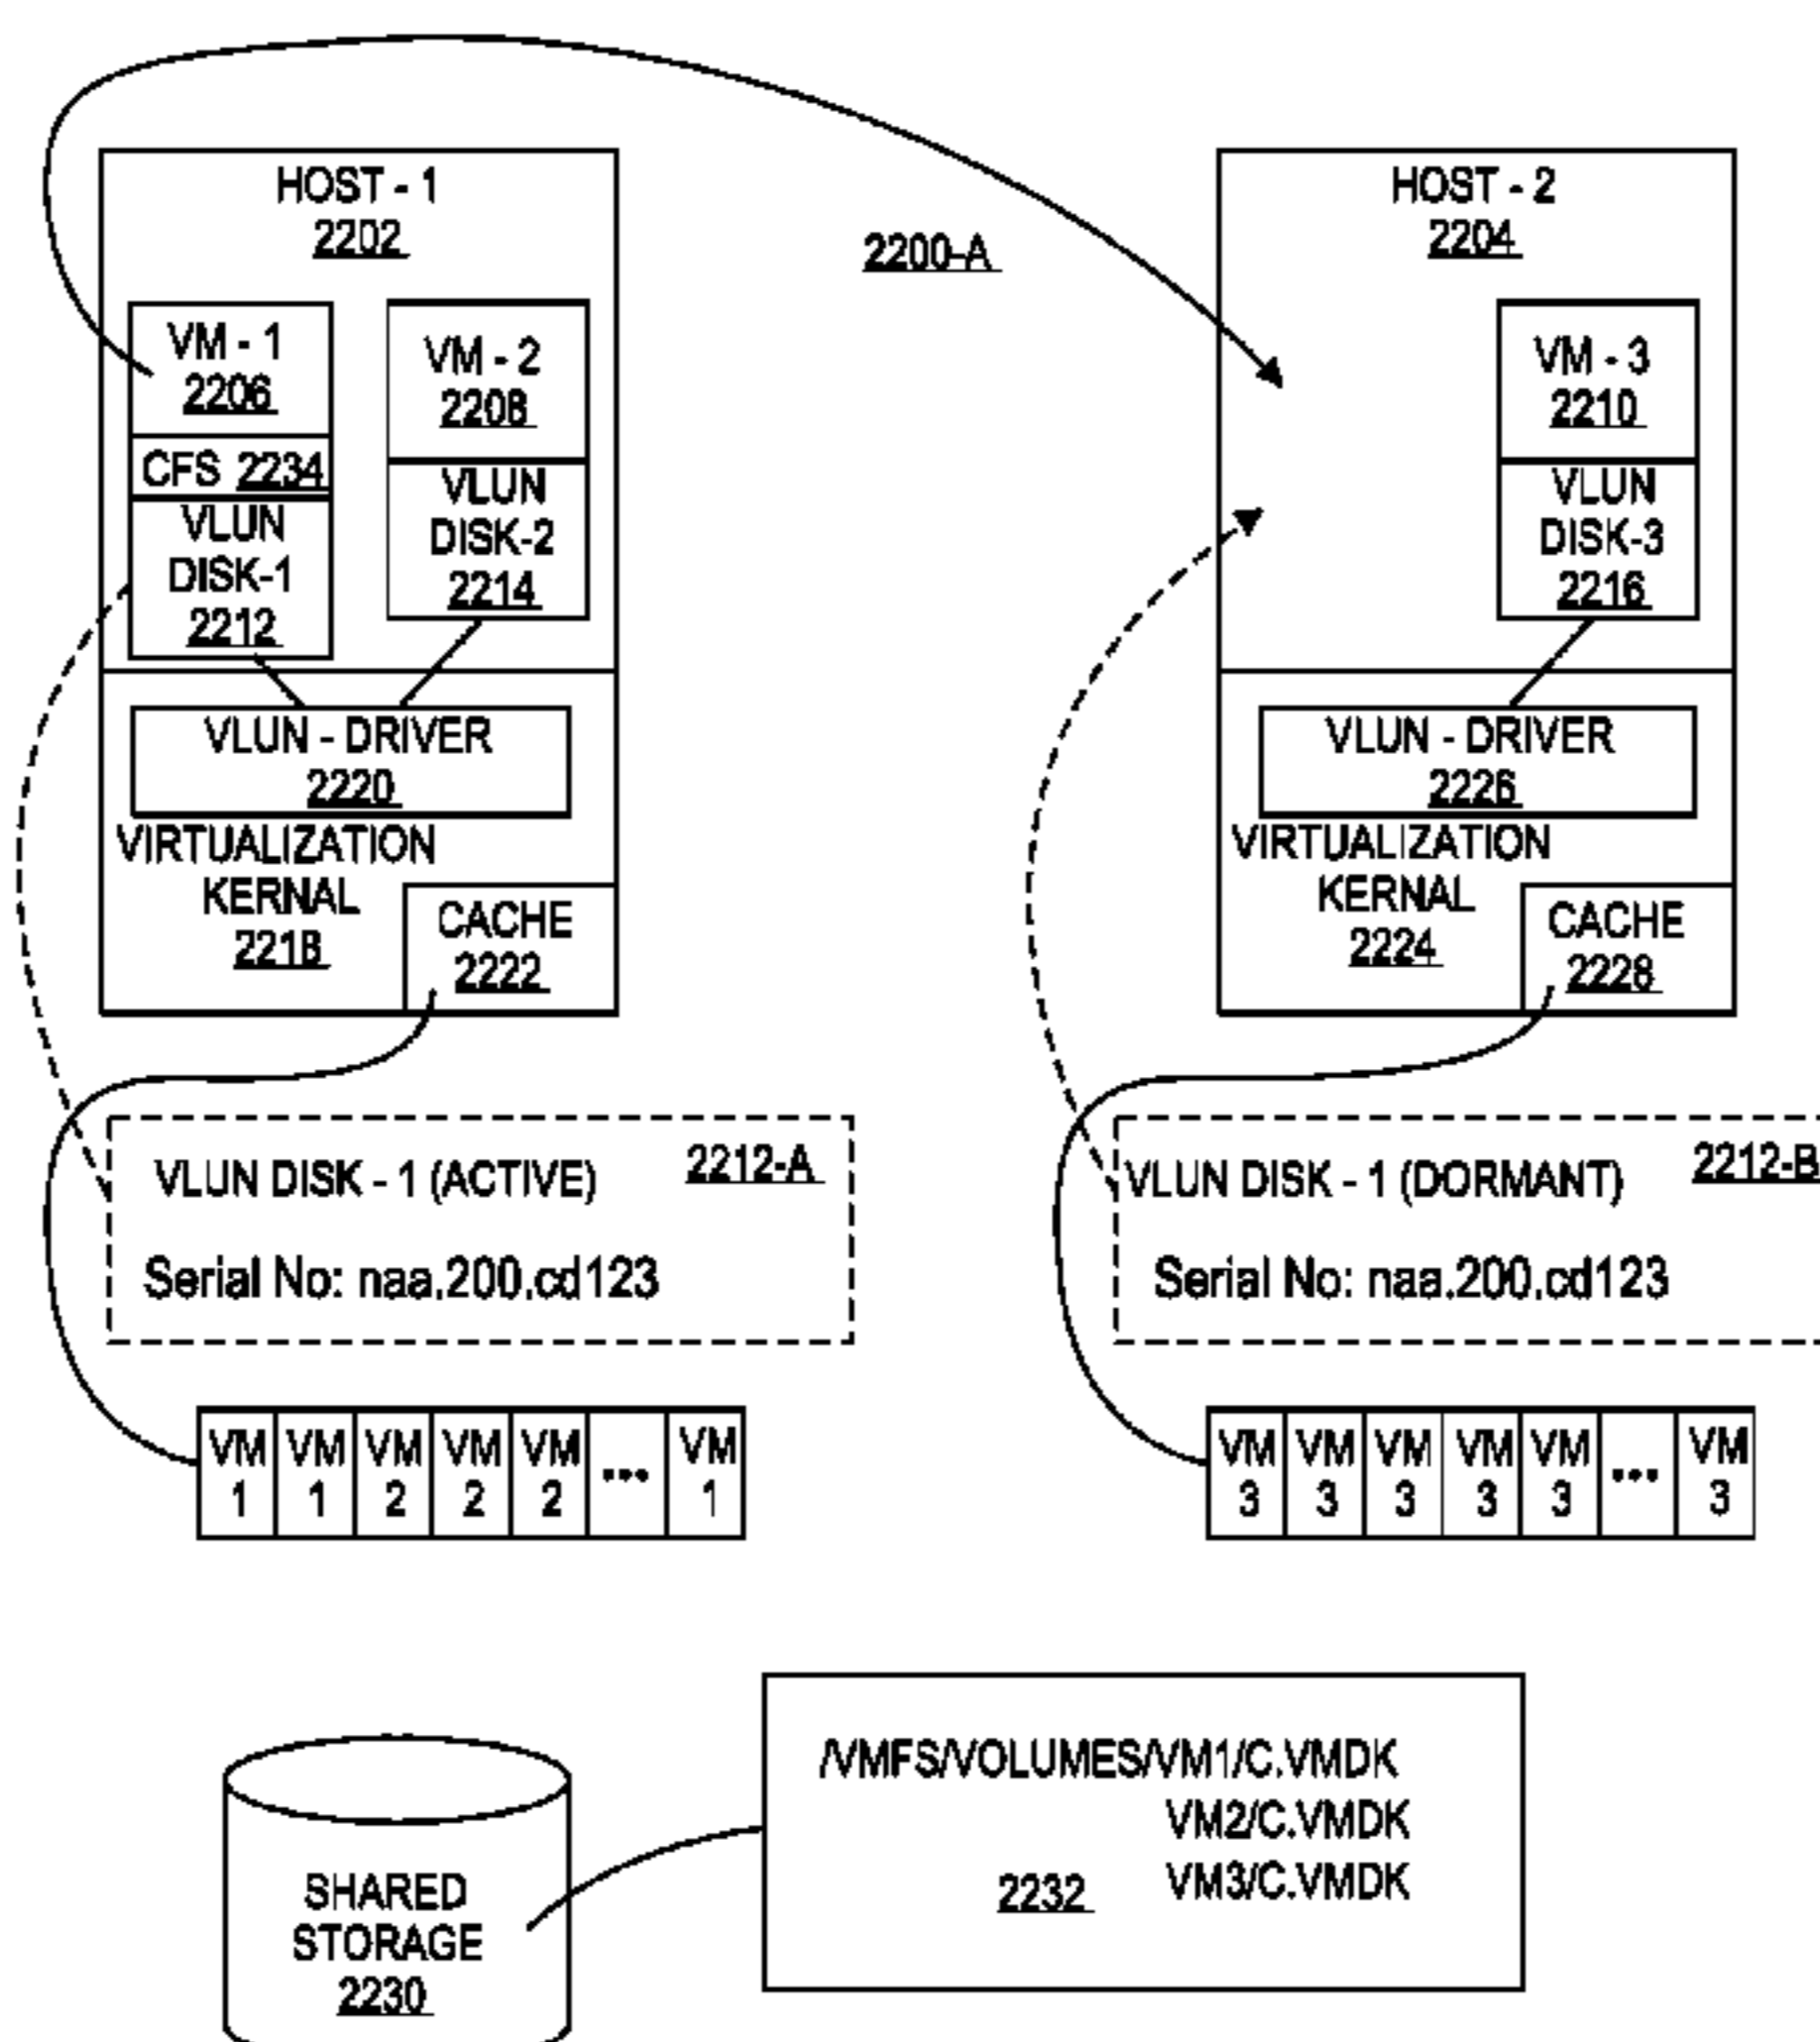 HOST - 1
2202
VM - 1
2206
CFS 2234
VLUN
DISK-1
2212
VM - 2
2208
VLUN
DISK-2
2214
VLUN - DRIVER
2220
VIRTUALIZATION
KERNAL
2218
CACHE
2222
2200-A
HOST - 2
2204
VM - 3
2210
VLUN
DISK-3
2216
VLUN - DRIVER
2226
VIRTUALIZATION
KERNAL
2224
CACHE
2228
VLUN DISK - 1 (ACTIVE) 2212-A
Serial No: naa.200.cd123
VLUN DISK - 1 (DORMANT) 2212-B
Serial No: naa.200.cd123
VM VM VM VM VM ... VM
1 1 2 2 2 1
VM VM VM VM VM ... VM
3 3 3 3 3 3
SHARED
STORAGE
2230
/VMFS/VOLUMES/VM1/C.VMDK
VM2/C.VMDK
2232 VM3/C.VMDK